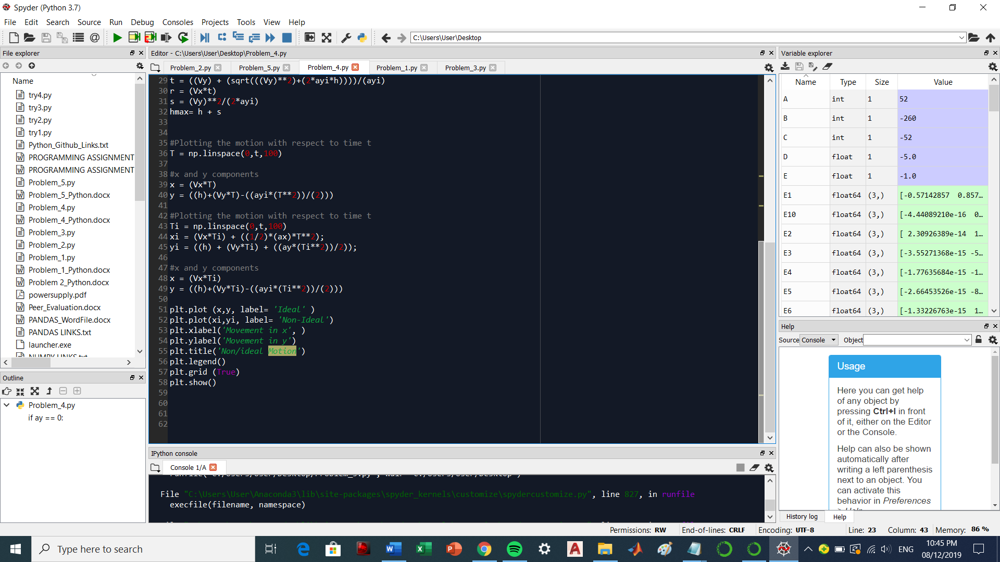 Spyder (Python 3.7)
File Edit Search Source Run Debug Consoles Projects Tools View Help
C:\Users\User\Desktop
File explorer
Name
try4.py
try3.py
try2.py
try1.py
Python_Github_Links.txt
PROGRAMMING ASSIGNMENT
PROGRAMMING ASSIGNMENT
Problem_5.py
Problem_5_Python.docx
Problem_4.py
Problem_4_Python.docx
Problem_3.py
Problem_2.py
Problem_1.py
Problem_1_Python.docx
Problem 2_Python.docx
powersupply.pdf
Peer_Evaluation.docx
PANDAS_WordFile.docx
PANDAS LINKS.txt
launcher.exe
NUMPY LINKS.txt
Outline
Problem_4.py
if ay == 0:
Editor - C:\Users\User\Desktop\Problem_4.py
Problem_2.py Problem_5.py Problem_4.py Problem_1.py Problem_3.py
29 t = ((Vy) + (sqrt(((Vy)**2)+(2*ayi*h))))/(ayi)
30 r = (Vx*t)
31 s = (Vy)**2/(2*ayi)
32 hmax= h + s
33
34
35 #Plotting the motion with respect to time t
36 T = np.linspace(0,t,100)
37
38 #x and y components
39 x = (Vx*T)
40 y = ((h)+(Vy*T)-((ayi*(T**2))/(2)))
41
42 #Plotting the motion with respect to time t
43 Ti = np.linspace(0,t,100)
44 xi = (Vx*Ti) + ((1/2)*(ax)*T**2);
45 yi = ((h) + (Vy*Ti) + ((ay*(Ti**2))/2));
46
47 #x and y components
48 x = (Vx*Ti)
49 y = ((h)+(Vy*Ti)-((ayi*(Ti**2))/(2)))
50
51 plt.plot (x,y, label= 'Ideal' )
52 plt.plot(xi,yi, label= 'Non-Ideal')
53 plt.xlabel('Movement in x', )
54 plt.ylabel('Movement in y')
55 plt.title('Non/ideal Motion')
56 plt.legend()
57 plt.grid (True)
58 plt.show()
59
60
61
62
IPython console
Console 1/A
File "C:\Users\User\Anaconda3\lib\site-packages\spyder_kernels\customize\spydercustomize.py", line 827, in runfile
execfile(filename, namespace)
Variable explorer
Name Type Size Value
A int 1 52
B int 1 -260
C int 1 -52
D float 1 -5.0
E float 1 -1.0
E1 float64 (3,) [-0.57142857 0.857...
E10 float64 (3,) [-4.44089210e-16 0...
E2 float64 (3,) [ 2.30926389e-14 1...
E3 float64 (3,) [-3.55271368e-15 -5...
E4 float64 (3,) [-1.77635684e-15 -1...
E5 float64 (3,) [-2.66453526e-15 -8...
E6 float64 (3,) [-1.33226763e-15 1...
Help
Source Console Object
Usage
Here you can get help
of any object by
pressing Ctrl+I in front
of it, either on the Editor
or the Console.
Help can also be shown
automatically after
writing a left parenthesis
next to an object. You
can activate this
behavior in Preferences
> Help.
History log Help
Permissions: RW End-of-lines: CRLF Encoding: UTF-8 Line: 23 Column: 43 Memory: 86 %
Type here to search
ENG
10:45 PM
08/12/2019